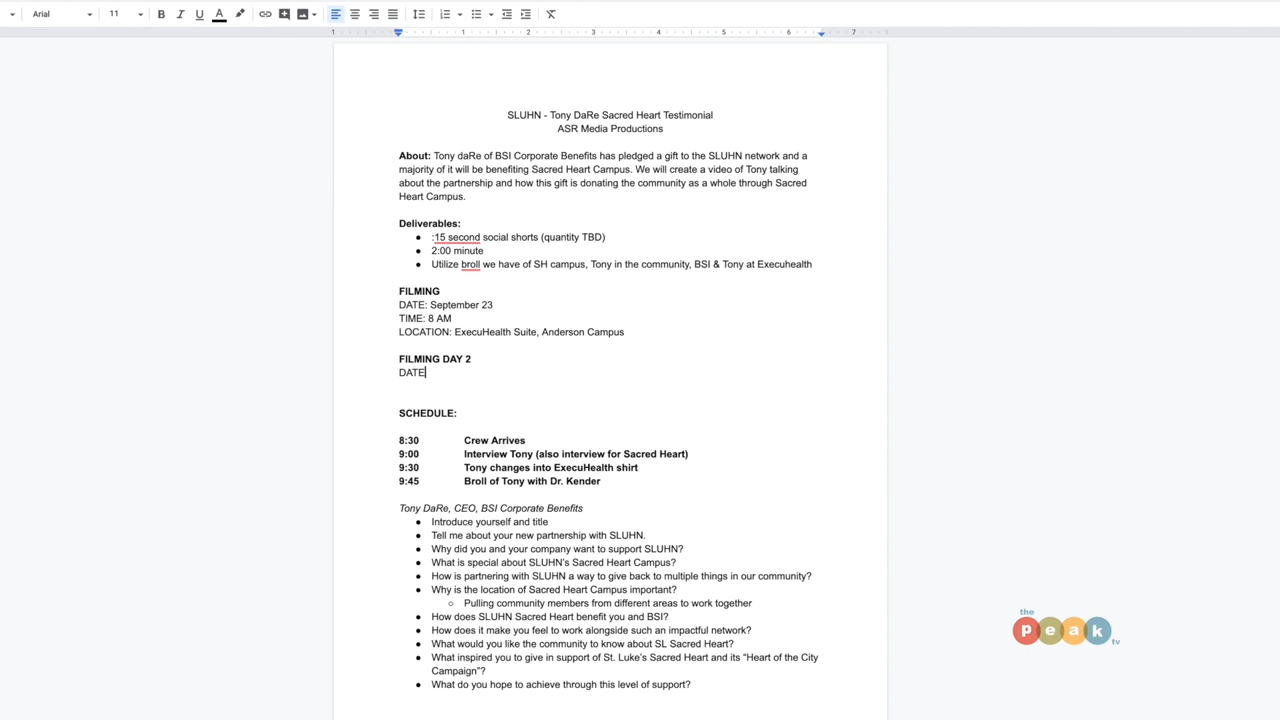 Arial 11 B I U A
1 1 2 3 4 5 6 7
SLUHN - Tony DaRe Sacred Heart Testimonial
ASR Media Productions
About: Tony daRe of BSI Corporate Benefits has pledged a gift to the SLUHN network and a
majority of it will be benefiting Sacred Heart Campus. We will create a video of Tony talking
about the partnership and how this gift is donating the community as a whole through Sacred
Heart Campus.
Deliverables:
● :15 second social shorts (quantity TBD)
● 2:00 minute
● Utilize broll we have of SH campus, Tony in the community, BSI & Tony at Execuhealth
FILMING
DATE: September 23
TIME: 8 AM
LOCATION: ExecuHealth Suite, Anderson Campus
FILMING DAY 2
DATE
SCHEDULE:
8:30 Crew Arrives
9:00 Interview Tony (also interview for Sacred Heart)
9:30 Tony changes into ExecuHealth shirt
9:45 Broll of Tony with Dr. Kender
Tony DaRe, CEO, BSI Corporate Benefits
● Introduce yourself and title
● Tell me about your new partnership with SLUHN.
● Why did you and your company want to support SLUHN?
● What is special about SLUHN's Sacred Heart Campus?
● How is partnering with SLUHN a way to give back to multiple things in our community?
● Why is the location of Sacred Heart Campus important?
○ Pulling community members from different areas to work together
● How does SLUHN Sacred Heart benefit you and BSI?
● How does it make you feel to work alongside such an impactful network?
● What would you like the community to know about SL Sacred Heart?
● What inspired you to give in support of St. Luke's Sacred Heart and its “Heart of the City
Campaign”?
● What do you hope to achieve through this level of support?
the
peak
tv